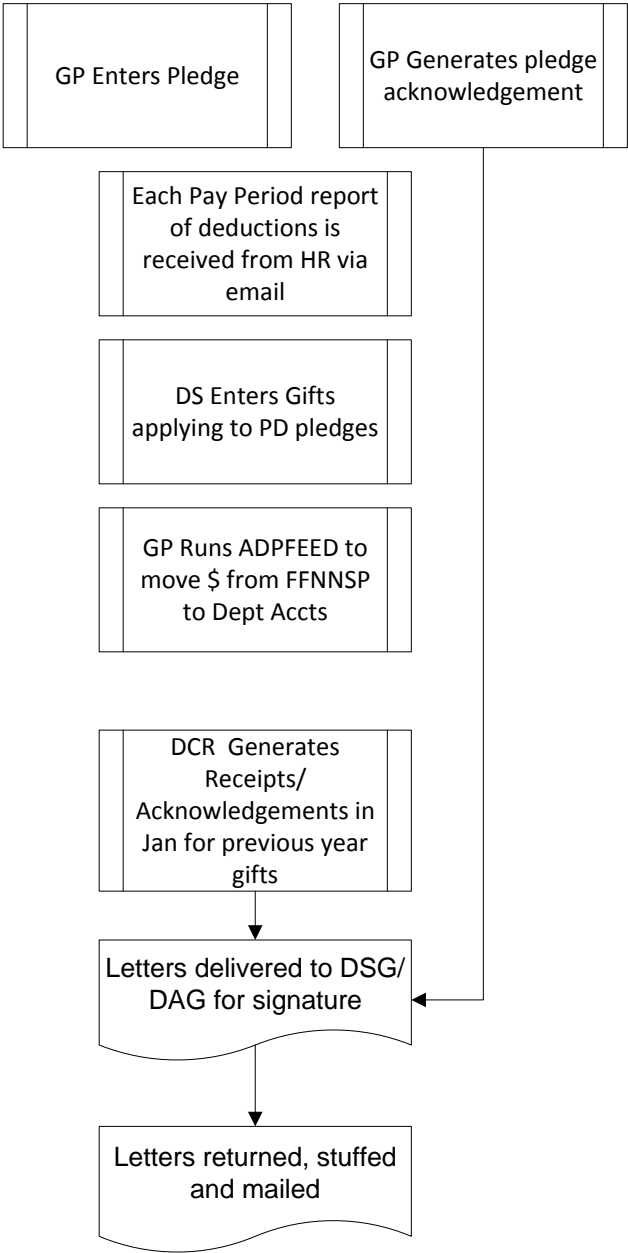 GP Enters Pledge
GP Generates pledge
acknowledgement
Each Pay Period report
of deductions is
received from HR via
email
DS Enters Gifts
applying to PD pledges
GP Runs ADPFEED to
move $ from FFNNSP
to Dept Accts
DCR  Generates
Receipts/
Acknowledgements in
Jan for previous year
gifts
Letters delivered to DSG/
DAG for signature
Letters returned, stuffed
and mailed